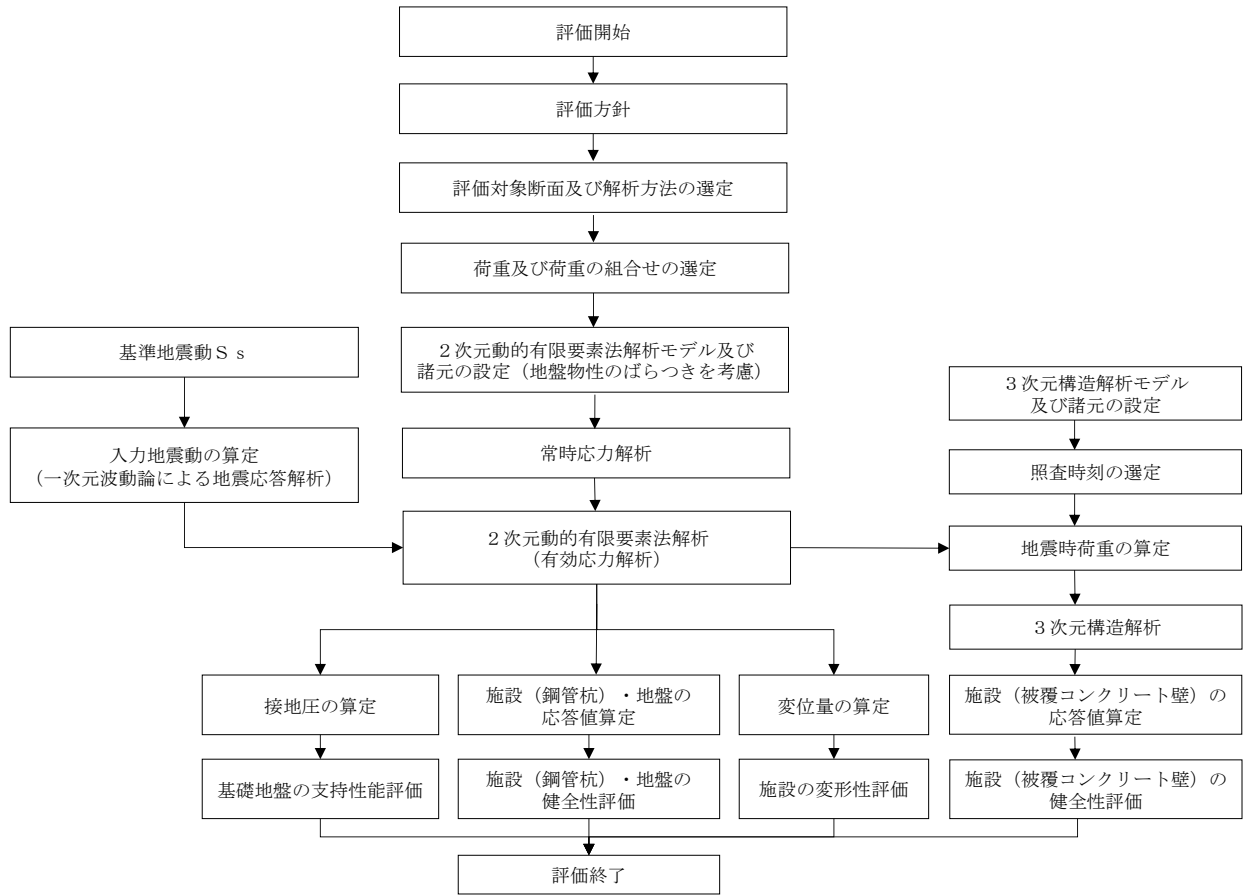 評価開始
評価方針
評価対象断面及び解析方法の選定
荷重及び荷重の組合せの選定
基準地震動Ｓｓ
２次元動的有限要素法解析モデル及び
諸元の設定（地盤物性のばらつきを考慮）
３次元構造解析モデル
及び諸元の設定
入力地震動の算定
（一次元波動論による地震応答解析）
常時応力解析
照査時刻の選定
２次元動的有限要素法解析
（有効応力解析）
地震時荷重の算定
３次元構造解析
接地圧の算定
施設（鋼管杭）・地盤の
応答値算定
変位量の算定
施設（被覆コンクリート壁）の
応答値算定
基礎地盤の支持性能評価
施設（鋼管杭）・地盤の
健全性評価
施設の変形性評価
施設（被覆コンクリート壁）の
健全性評価
評価終了